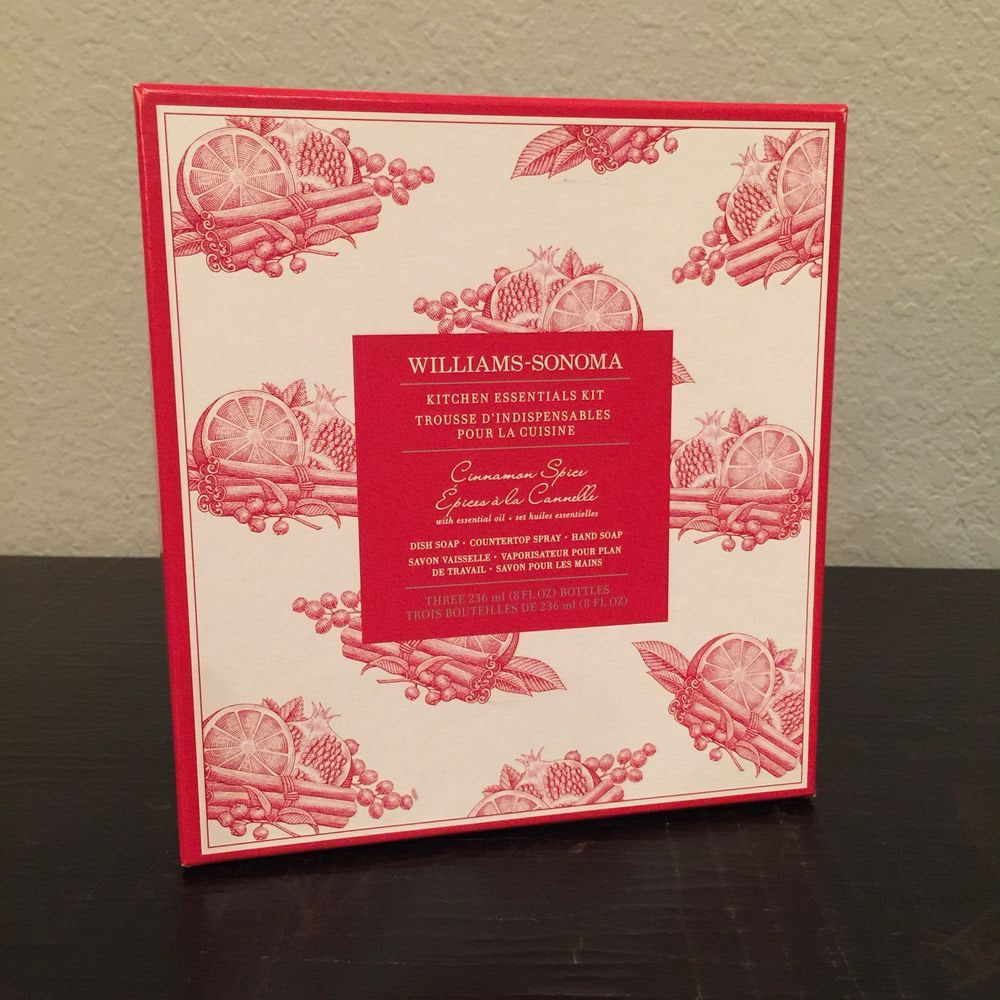 WILLIAMS-SONOMA
KITCHEN ESSENTIALS KIT
TROUSSE D'INDISPENSABLES
POUR LA CUISINE
Cinnamon Spice
Épices à la Cannelle
with essential oil • set huiles essentielles
DISH SOAP • COUNTERTOP SPRAY • HAND SOAP
SAVON VAISSELLE • VAPORISATEUR POUR PLAN
DE TRAVAIL • SAVON POUR LES MAINS
THREE 236 ml (8 FL OZ) BOTTLES
TROIS BOUTEILLES DE 236 ml (8 FL OZ)